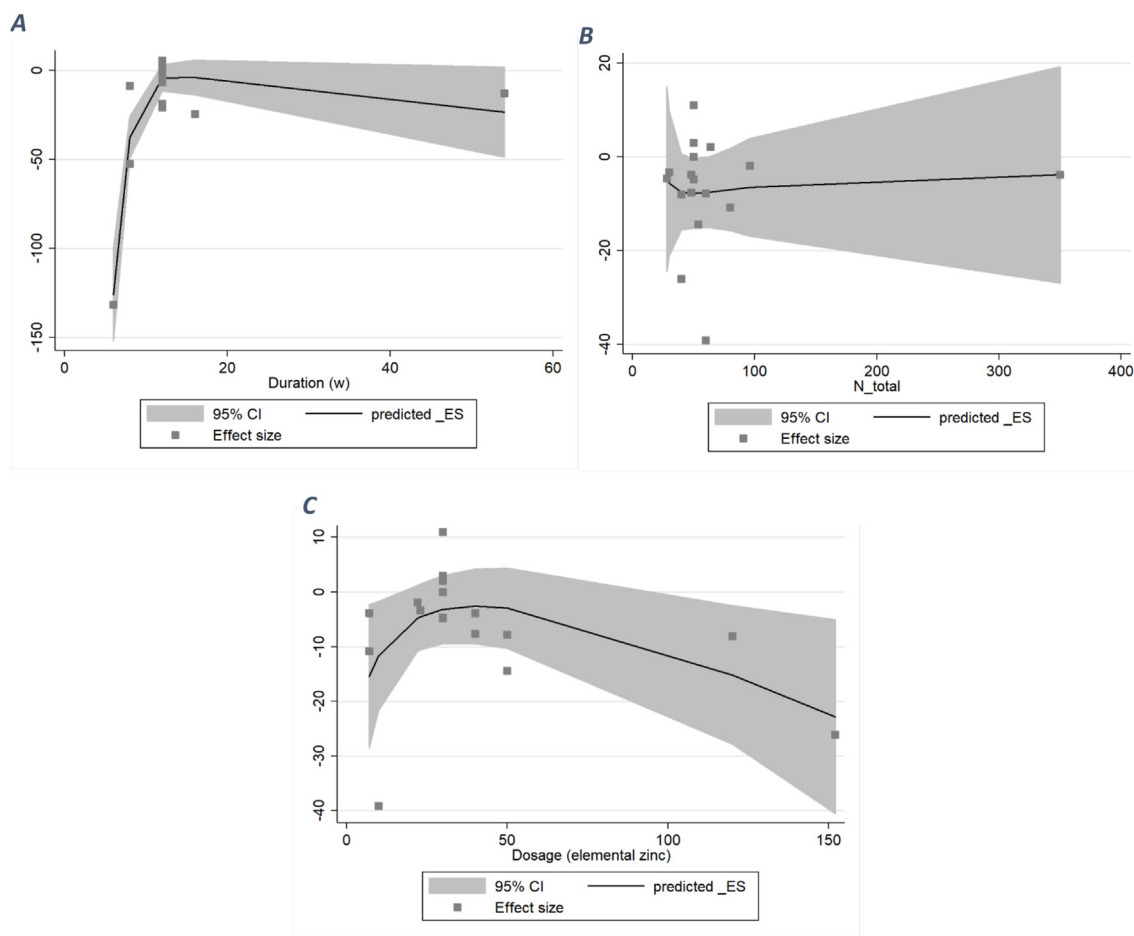 A
0
-50
-100
-150
0 20 40 60
Duration (w)
95% CI predicted _ES
Effect size
B
20
0
-20
-40
0 100 200 300 400
N_total
95% CI predicted _ES
Effect size
C
10
0
-10
-20
-30
-40
0 50 100 150
Dosage (elemental zinc)
95% CI predicted _ES
Effect size